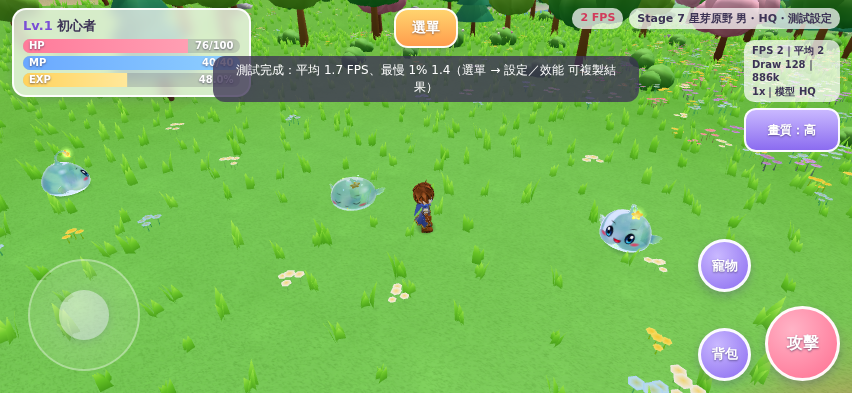 Lv.1 初心者
HP 76/100
MP
EXP
選單
2 FPS
Stage 7 星芽原野 男・HQ・測試設定
FPS 2｜平均 2
Draw 128｜
886k
1x｜模型 HQ
畫質：高
測試完成：平均 1.7 FPS、最慢 1% 1.4（選單 → 設定／效能 可複製結
果）
寵物
攻擊
背包